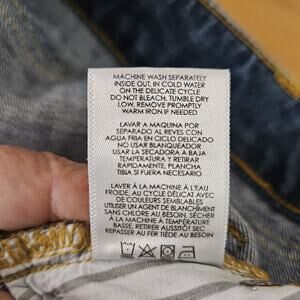 MACHINE WASH SEPARATELY
INSIDE OUT, IN COLD WATER
ON THE DELICATE CYCLE
DO NOT BLEACH, TUMBLE DRY
LOW, REMOVE PROMPTLY
WARM IRON IF NEEDED
LAVAR A MAQUINA POR
SEPARADO AL REVES CON
AGUA FRIA EN CICLO DELICADO
NO USAR BLANQUEADOR
USAR LA SECADORA A BAJA
TEMPERATURA Y RETIRAR
RAPIDAMENTE, PLANCHA
TIBIA SI FUERA NECESARIO
LAVER À LA MACHINE À L'EAU
FROIDE, AU CYCLE DÉLICAT AVEC
DE COULEURS SEMBLABLES
UTILISER UN AGENT DE BLANCHIMENT
SANS CHLORE AU BESOIN, SÉCHER
À LA MACHINE À TEMPÉRATURE
BASSE, RETIRER AUSSITÔT SEC
REPASSER AU FER TIÈDE AU BESOIN